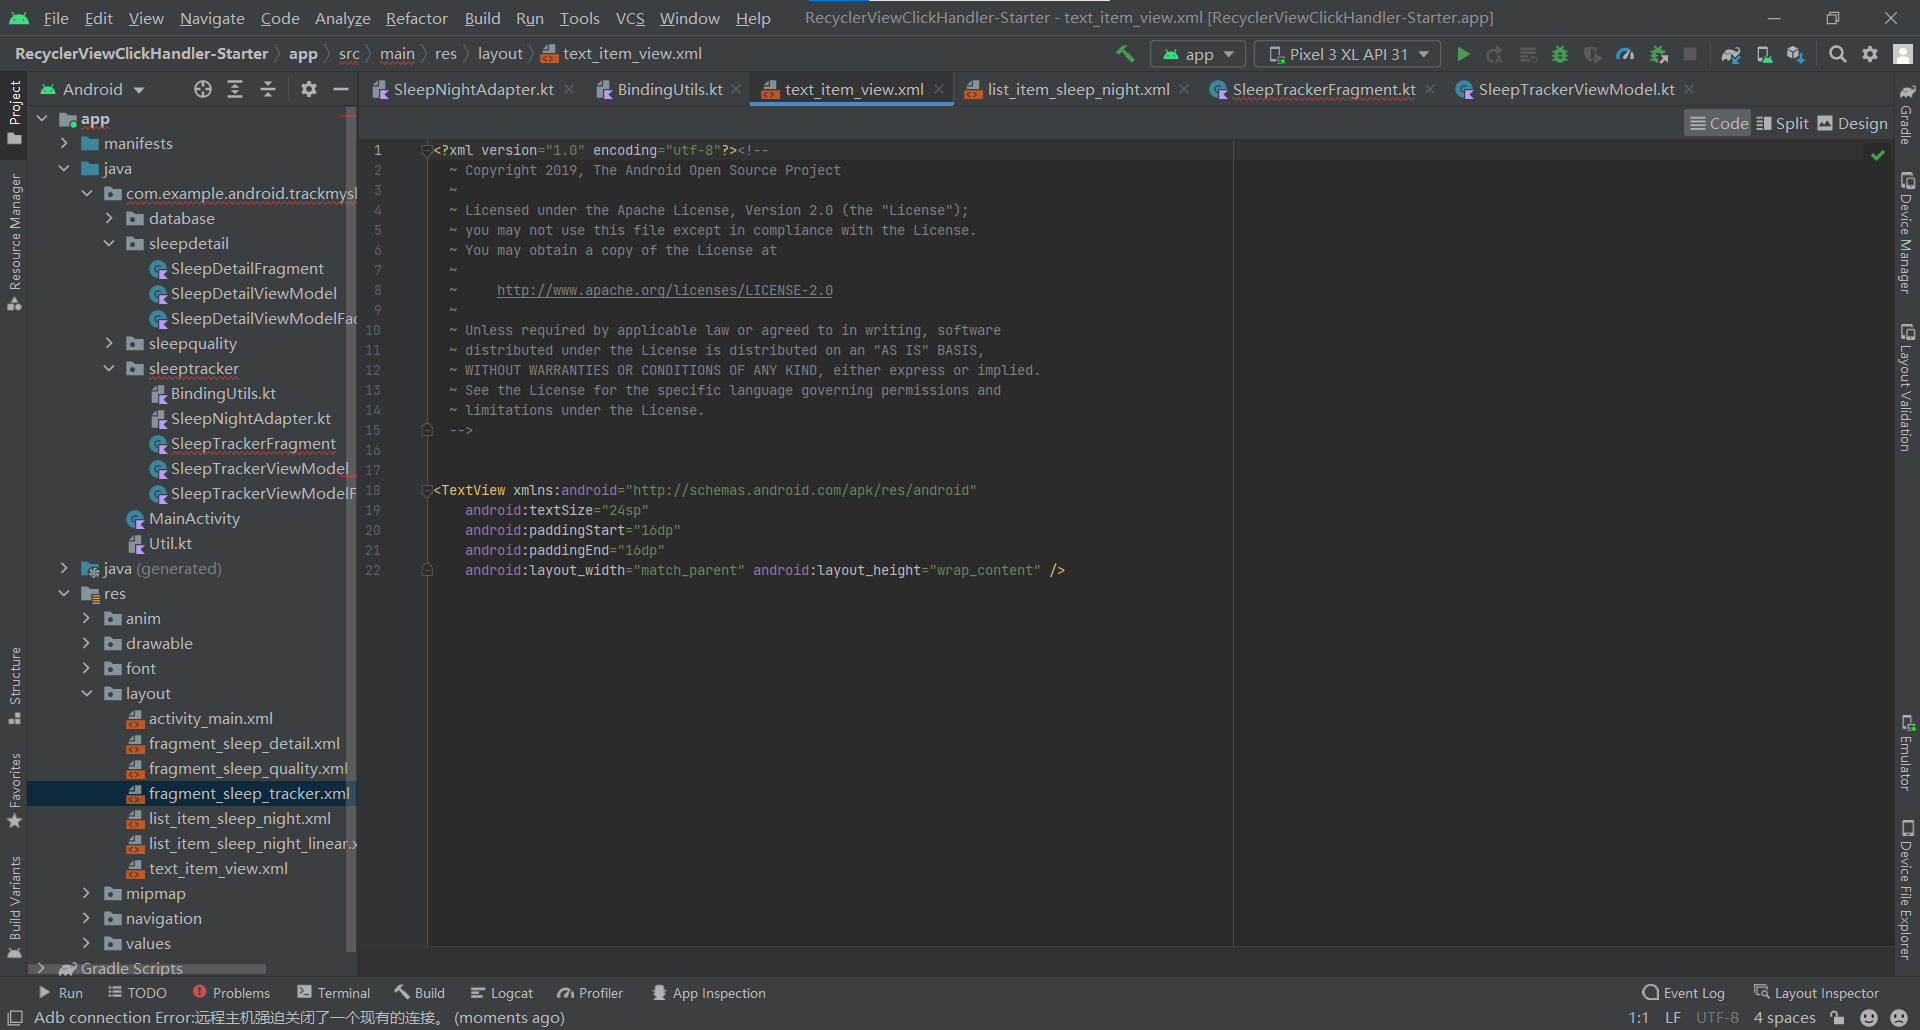 File Edit View Navigate Code Analyze Refactor Build Run Tools VCS Window Help RecyclerViewClickHandler-Starter - text_item_view.xml [RecyclerViewClickHandler-Starter.app]
RecyclerViewClickHandler-Starter app src main res layout text_item_view.xml app Pixel 3 XL API 31
Android
SleepNightAdapter.kt BindingUtils.kt text_item_view.xml list_item_sleep_night.xml SleepTrackerFragment.kt SleepTrackerViewModel.kt
Code Split Design
Project
Resource Manager
Structure
Favorites
Build Variants
app
manifests
java
com.example.android.trackmysl
database
sleepdetail
SleepDetailFragment
SleepDetailViewModel
SleepDetailViewModelFac
sleepquality
sleeptracker
BindingUtils.kt
SleepNightAdapter.kt
SleepTrackerFragment
SleepTrackerViewModel
SleepTrackerViewModelF
MainActivity
Util.kt
java (generated)
res
anim
drawable
font
layout
activity_main.xml
fragment_sleep_detail.xml
fragment_sleep_quality.xml
fragment_sleep_tracker.xml
list_item_sleep_night.xml
list_item_sleep_night_linear.x
text_item_view.xml
mipmap
navigation
values
Gradle Scripts
1 <?xml version="1.0" encoding="utf-8"?><!--
2 ~ Copyright 2019, The Android Open Source Project
3 ~
4 ~ Licensed under the Apache License, Version 2.0 (the "License");
5 ~ you may not use this file except in compliance with the License.
6 ~ You may obtain a copy of the License at
7 ~
8 ~ http://www.apache.org/licenses/LICENSE-2.0
9 ~
10 ~ Unless required by applicable law or agreed to in writing, software
11 ~ distributed under the License is distributed on an "AS IS" BASIS,
12 ~ WITHOUT WARRANTIES OR CONDITIONS OF ANY KIND, either express or implied.
13 ~ See the License for the specific language governing permissions and
14 ~ limitations under the License.
15 -->
16
17
18 <TextView xmlns:android="http://schemas.android.com/apk/res/android"
19 android:textSize="24sp"
20 android:paddingStart="16dp"
21 android:paddingEnd="16dp"
22 android:layout_width="match_parent" android:layout_height="wrap_content" />
Gradle
Device Manager
Layout Validation
Emulator
Device File Explorer
Run TODO Problems Terminal Build Logcat Profiler App Inspection Event Log Layout Inspector
Adb connection Error:远程主机强迫关闭了一个现有的连接。 (moments ago) 1:1 LF UTF-8 4 spaces